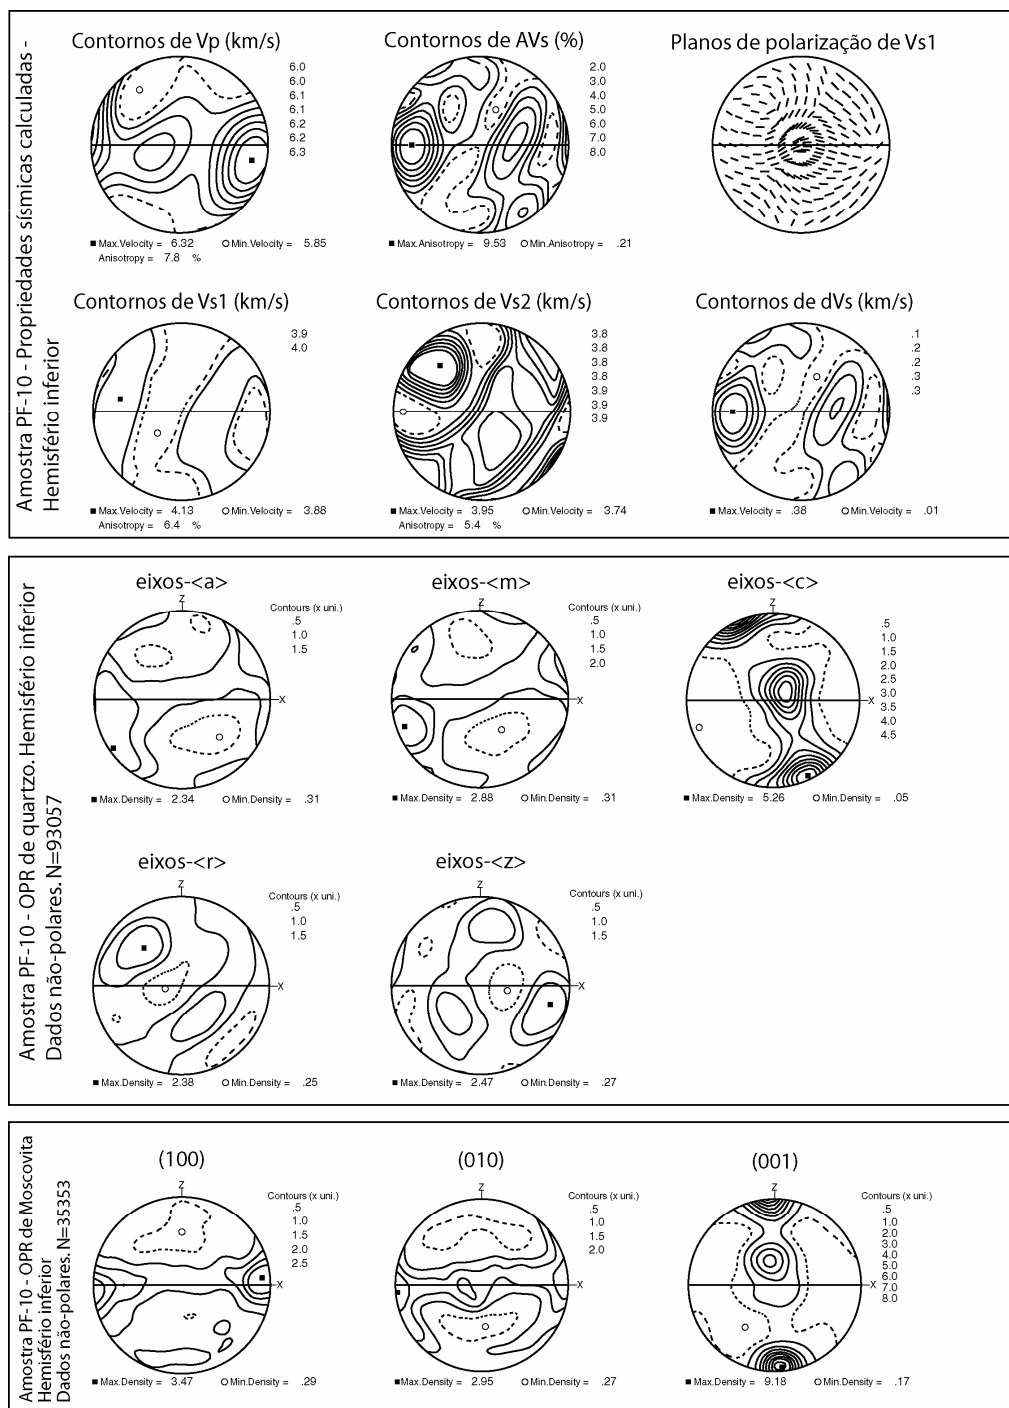 Amostra PF-10 - Propriedades sísmicas calculadas -
Hemisfério inferior
Contornos de Vp (km/s)
6.0
6.0
6.1
6.1
6.2
6.2
6.3
■ Max.Velocity = 6.32 ○ Min.Velocity = 5.85
Anisotropy = 7.8 %
Contornos de AVs (%)
2.0
3.0
4.0
5.0
6.0
7.0
8.0
■ Max.Anisotropy = 9.53 ○ Min.Anisotropy = .21
Planos de polarização de Vs1
Contornos de Vs1 (km/s)
3.9
4.0
■ Max.Velocity = 4.13 ○ Min.Velocity = 3.88
Anisotropy = 6.4 %
Contornos de Vs2 (km/s)
3.8
3.8
3.8
3.8
3.9
3.9
3.9
■ Max.Velocity = 3.95 ○ Min.Velocity = 3.74
Anisotropy = 5.4 %
Contornos de dVs (km/s)
.1
.2
.2
.3
.3
■ Max.Velocity = .38 ○ Min.Velocity = .01
Amostra PF-10 - OPR de quartzo. Hemisfério inferior
Dados não-polares. N=93057
eixos-<a>
Z
X
Contours (x uni.)
.5
1.0
1.5
■ Max.Density = 2.34 ○ Min.Density = .31
eixos-<m>
Z
X
Contours (x uni.)
.5
1.0
1.5
2.0
■ Max.Density = 2.88 ○ Min.Density = .31
eixos-<c>
Z
X
.5
1.0
1.5
2.0
2.5
3.0
3.5
4.0
4.5
■ Max.Density = 5.26 ○ Min.Density = .05
eixos-<r>
Z
X
Contours (x uni.)
.5
1.0
1.5
■ Max.Density = 2.38 ○ Min.Density = .25
eixos-<z>
Z
X
Contours (x uni.)
.5
1.0
1.5
■ Max.Density = 2.47 ○ Min.Density = .27
Amostra PF-10 - OPR de Moscovita
Hemisfério inferior
Dados não-polares. N=35353
(100)
Z
X
Contours (x uni.)
.5
1.0
1.5
2.0
2.5
■ Max.Density = 3.47 ○ Min.Density = .29
(010)
Z
X
Contours (x uni.)
.5
1.0
1.5
2.0
■ Max.Density = 2.95 ○ Min.Density = .27
(001)
Z
X
Contours (x uni.)
.5
1.0
2.0
3.0
4.0
5.0
6.0
7.0
8.0
■ Max.Density = 9.18 ○ Min.Density = .17